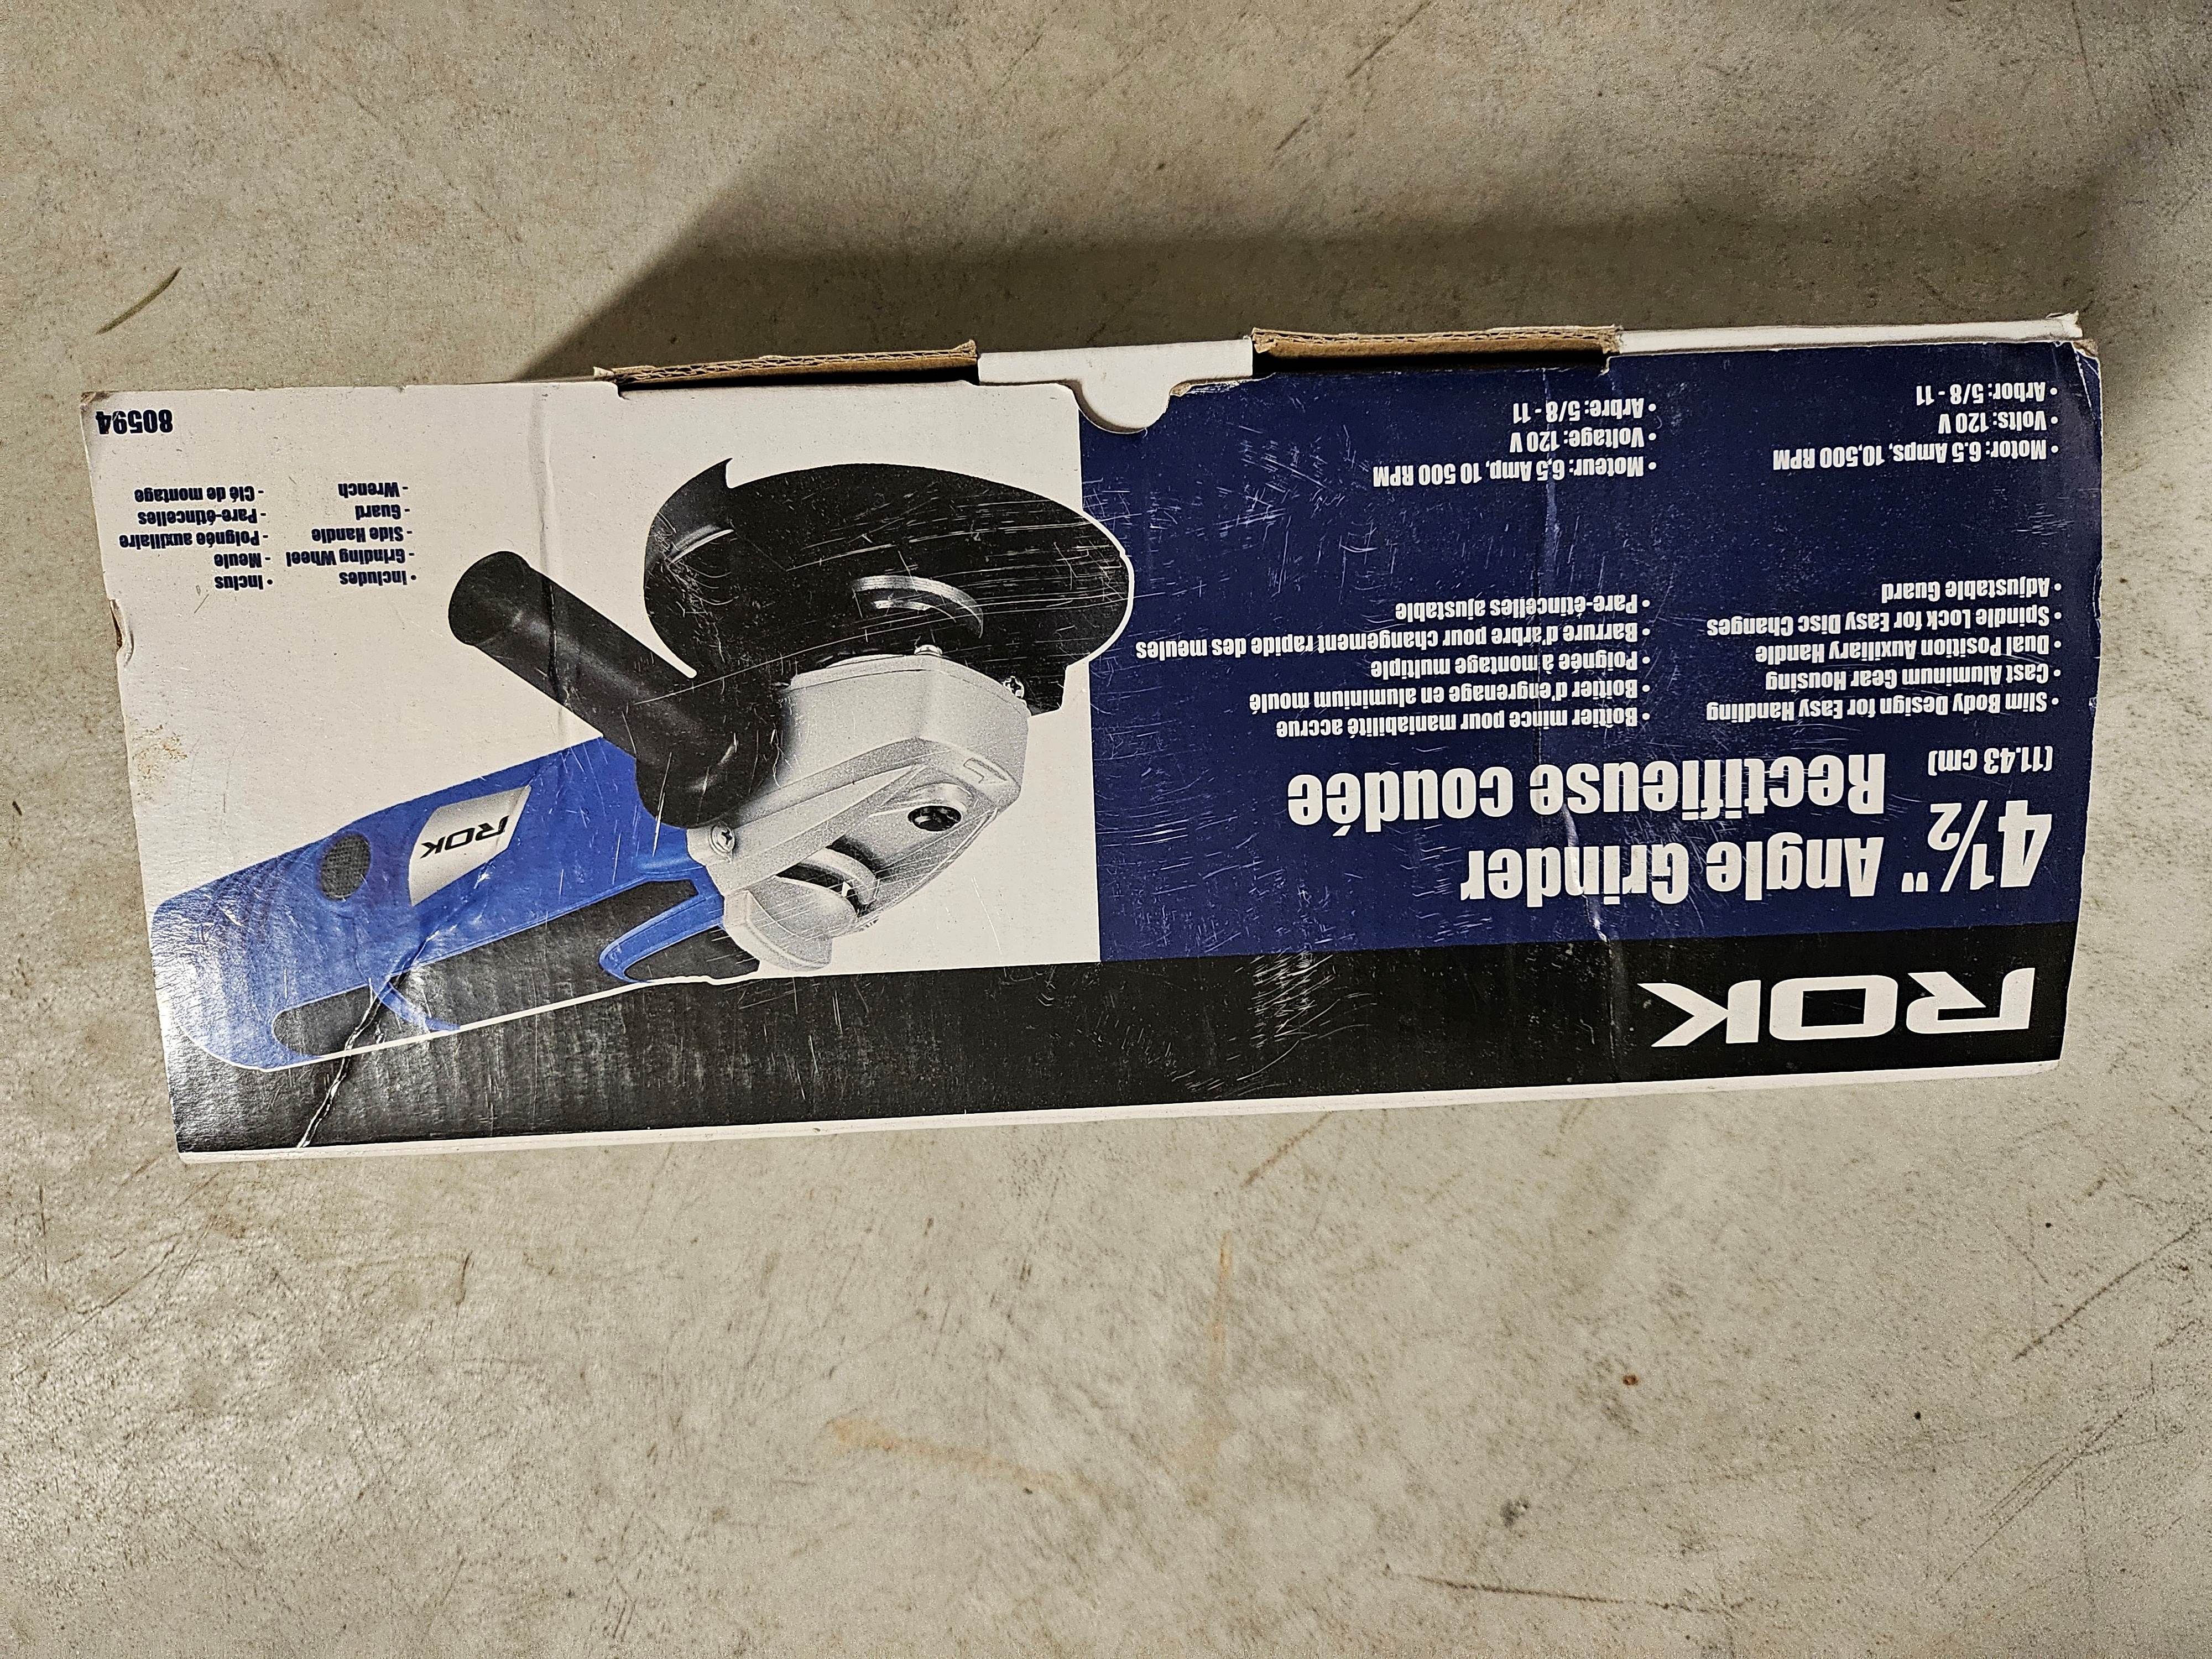 ROK
4½" Angle Grinder
(11.43 cm) Rectifieuse coudée
• Slim Body Design for Easy Handling
• Cast Aluminum Gear Housing
• Dual Position Auxiliary Handle
• Spindle Lock for Easy Disc Changes
• Adjustable Guard
• Boîtier mince pour maniabilité accrue
• Boîtier d'engrenage en aluminium moulé
• Poignée à montage multiple
• Barrure d'arbre pour changement rapide des meules
• Pare-étincelles ajustable
• Motor: 6.5 Amps, 10,500 RPM
• Volts: 120 V
• Arbor: 5/8 - 11
• Moteur: 6,5 Amp, 10 500 RPM
• Voltage: 120 V
• Arbre: 5/8 - 11
ROK
• Includes
- Grinding Wheel
- Side Handle
- Guard
- Wrench
• Inclus
- Meule
- Poignée auxiliaire
- Pare-étincelles
- Clé de montage
80594